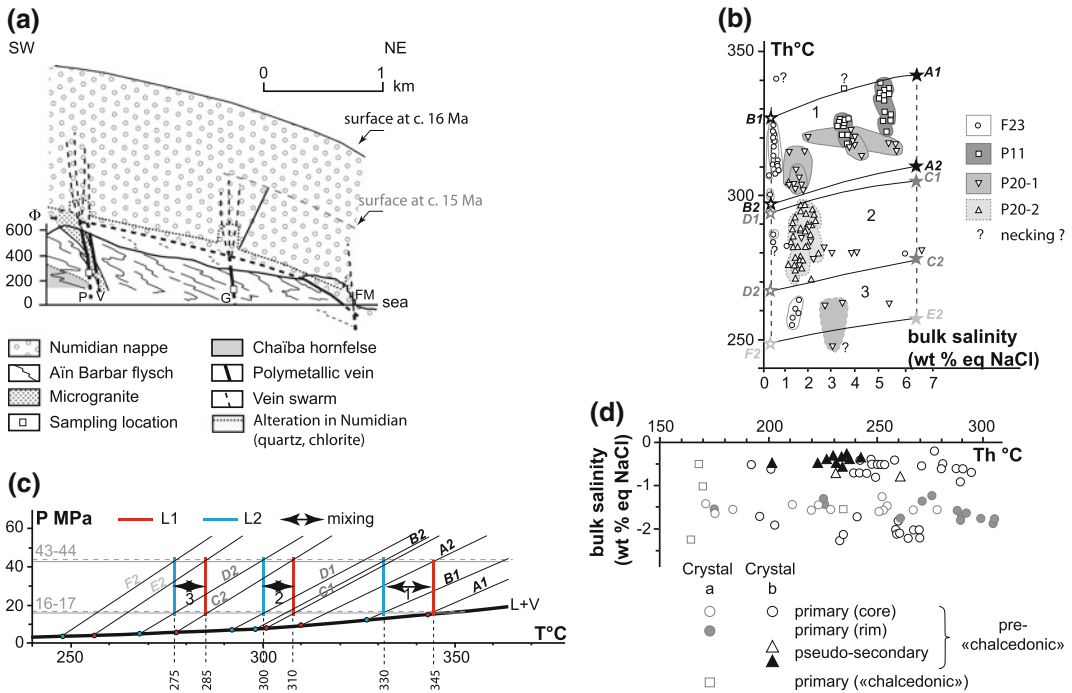 (a)
SW
NE
0 1
km
surface at c. 16 Ma
surface at c. 15 Ma
Φ
600
400
200
0
P V G FM
sea
Numidian nappe
Aïn Barbar flysch
Microgranite
Sampling location
Chaïba hornfelse
Polymetallic vein
Vein swarm
Alteration in Numidian
(quartz, chlorite)
(b)
350
Th°C
? ? A1
B1 1
A2
300 C1
B2
D1 2
?
C2
D2 3
E2
250
F2 ?
bulk salinity
(wt % eq NaCl)
0 1 2 3 4 5 6 7
F23
P11
P20-1
P20-2
? necking ?
(c)
60
P MPa
L1 L2 mixing
43-44
40
20
16-17
0
F2 E2 D2 C2 D1 C1 B2 A2 B1 A1
3 2 1
L+V
T°C
250 300 350
275 285 300 310 330 345
(d)
150 200 250 300
0
Th °C
-1
-2
bulk salinity
(wt % eq NaCl)
Crystal Crystal
a b
primary (core)
primary (rim)
pseudo-secondary
pre-
«chalcedonic»
primary («chalcedonic»)